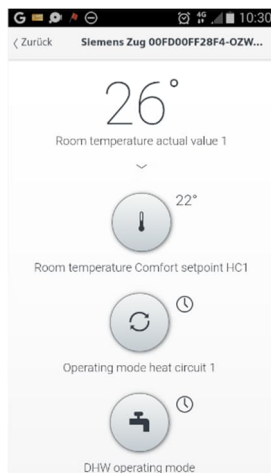 G 4G 10:30
Zurück Siemens Zug 00FD00FF28F4-OZW...
26°
Room temperature actual value 1
22°
Room temperature Comfort setpoint HC1
Operating mode heat circuit 1
DHW operating mode